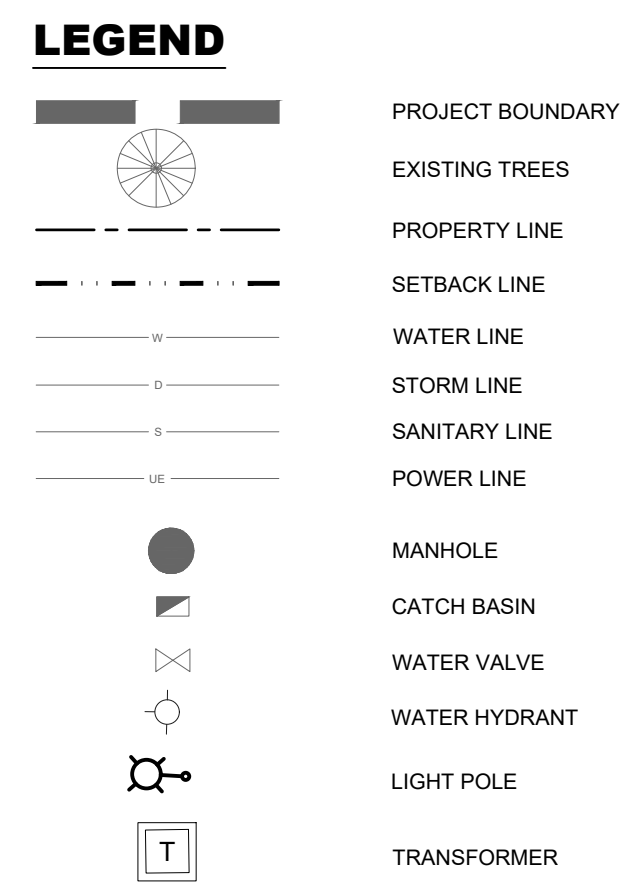 LEGEND
PROJECT BOUNDARY
EXISTING TREES
PROPERTY LINE
SETBACK LINE
W WATER LINE
D STORM LINE
S SANITARY LINE
UE POWER LINE
MANHOLE
CATCH BASIN
WATER VALVE
WATER HYDRANT
LIGHT POLE
T TRANSFORMER